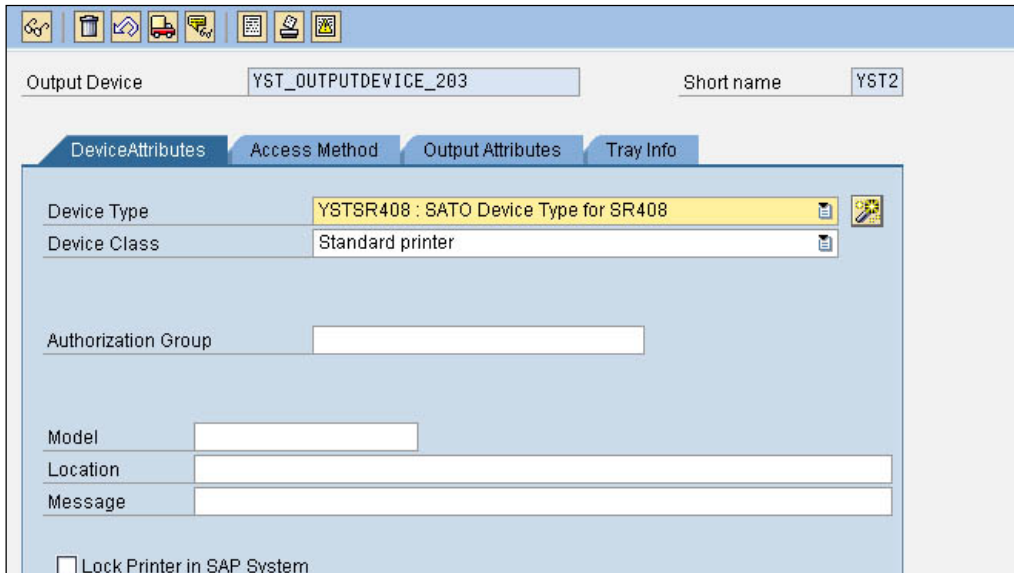 Output Device YST_OUTPUTDEVICE_203 Short name YST2
DeviceAttributes Access Method Output Attributes Tray Info
Device Type YSTSR408 : SATO Device Type for SR408
Device Class Standard printer
Authorization Group
Model
Location
Message
Lock Printer in SAP System